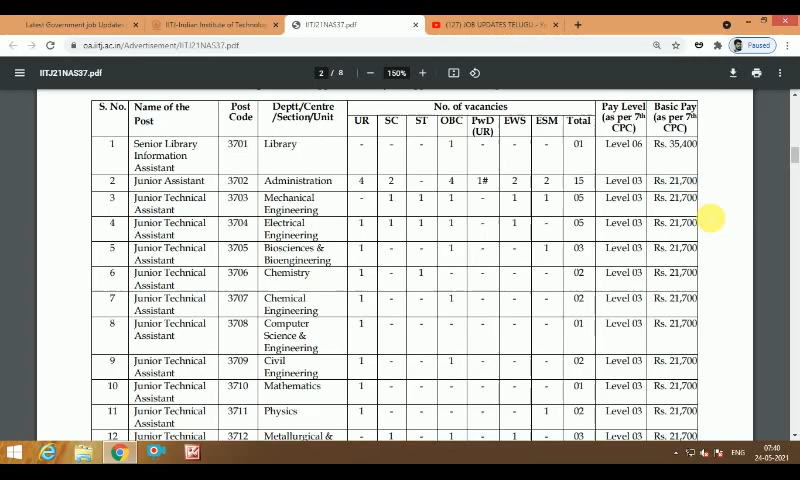 Latest Government job Updates
IITJ-Indian Institute of Technolog
IITJ21NAS37.pdf
(127) JOB UPDATES TELUGU - Y
oa.iitj.ac.in/Advertisement/IITJ21NAS37.pdf
Paused
IITJ21NAS37.pdf
2 / 8
150%
S. No. Name of the Post Post Code Deptt./Centre /Section/Unit No. of vacancies Pay Level (as per 7th CPC) Basic Pay (as per 7th CPC)
UR SC ST OBC PwD (UR) EWS ESM Total
1 Senior Library Information Assistant 3701 Library - - - 1 - - - 01 Level 06 Rs. 35,400
2 Junior Assistant 3702 Administration 4 2 - 4 1# 2 2 15 Level 03 Rs. 21,700
3 Junior Technical Assistant 3703 Mechanical Engineering - 1 1 1 - 1 1 05 Level 03 Rs. 21,700
4 Junior Technical Assistant 3704 Electrical Engineering 1 1 1 1 - 1 - 05 Level 03 Rs. 21,700
5 Junior Technical Assistant 3705 Biosciences & Bioengineering 1 - - 1 - - 1 03 Level 03 Rs. 21,700
6 Junior Technical Assistant 3706 Chemistry 1 - 1 - - - - 02 Level 03 Rs. 21,700
7 Junior Technical Assistant 3707 Chemical Engineering 1 - - 1 - - - 02 Level 03 Rs. 21,700
8 Junior Technical Assistant 3708 Computer Science & Engineering 1 - - - - - - 01 Level 03 Rs. 21,700
9 Junior Technical Assistant 3709 Civil Engineering 1 - - 1 - - - 02 Level 03 Rs. 21,700
10 Junior Technical Assistant 3710 Mathematics 1 - - - - - - 01 Level 03 Rs. 21,700
11 Junior Technical Assistant 3711 Physics 1 - - - - - 1 02 Level 03 Rs. 21,700
12 Junior Technical 3712 Metallurgical & - 1 - 1 - 1 - 03 Level 03 Rs. 21,700
ENG
07:40
24-05-2021